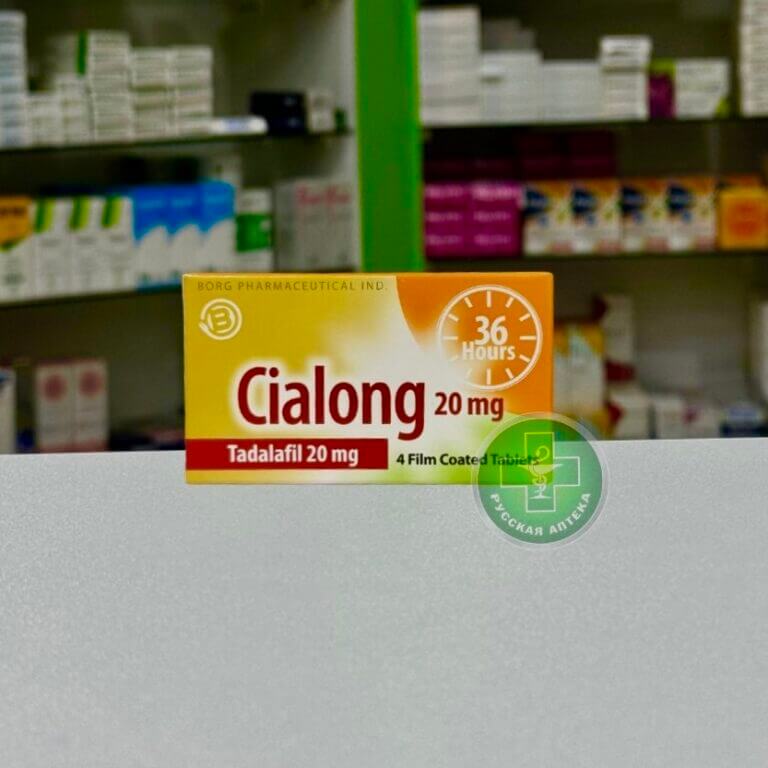 BORG PHARMACEUTICAL IND.
B
36
Hours
Cialong 20 mg
Tadalafil 20 mg
4 Film Coated Tablets
РУССКАЯ АПТЕКА